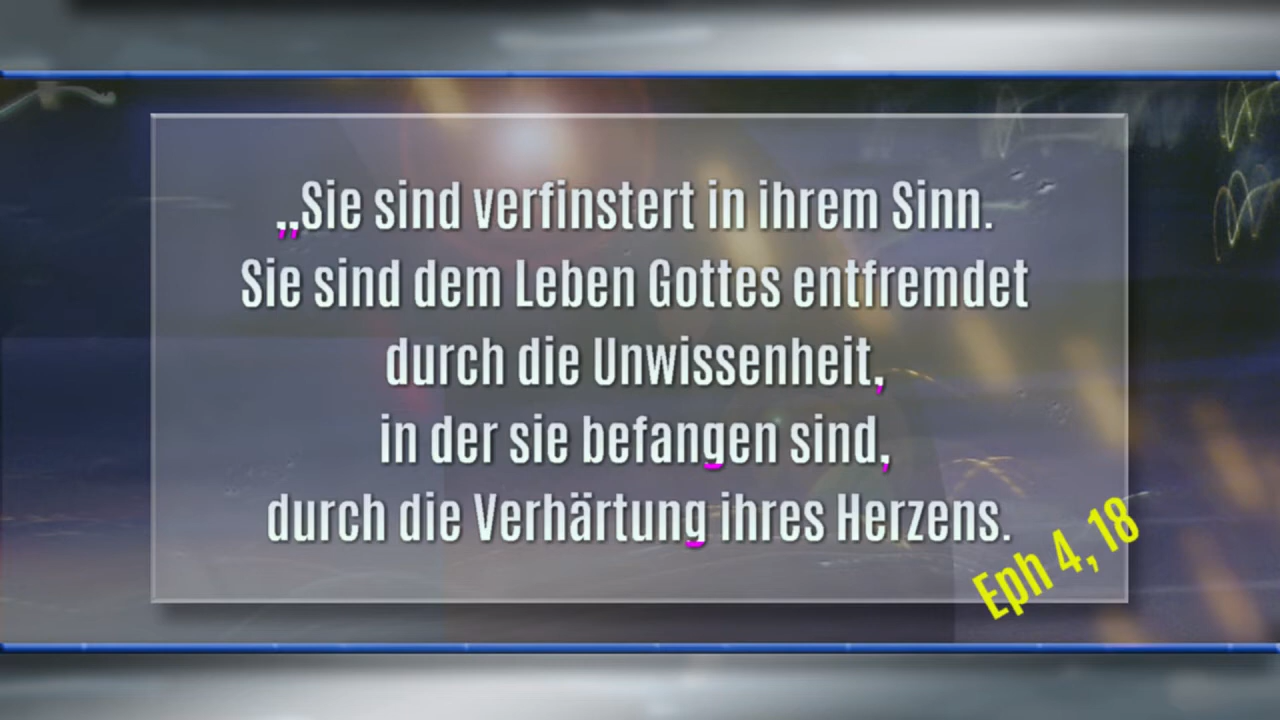 „Sie sind verfinstert in ihrem Sinn.
Sie sind dem Leben Gottes entfremdet
durch die Unwissenheit,
in der sie befangen sind,
durch die Verhärtung ihres Herzens.
Eph 4, 18